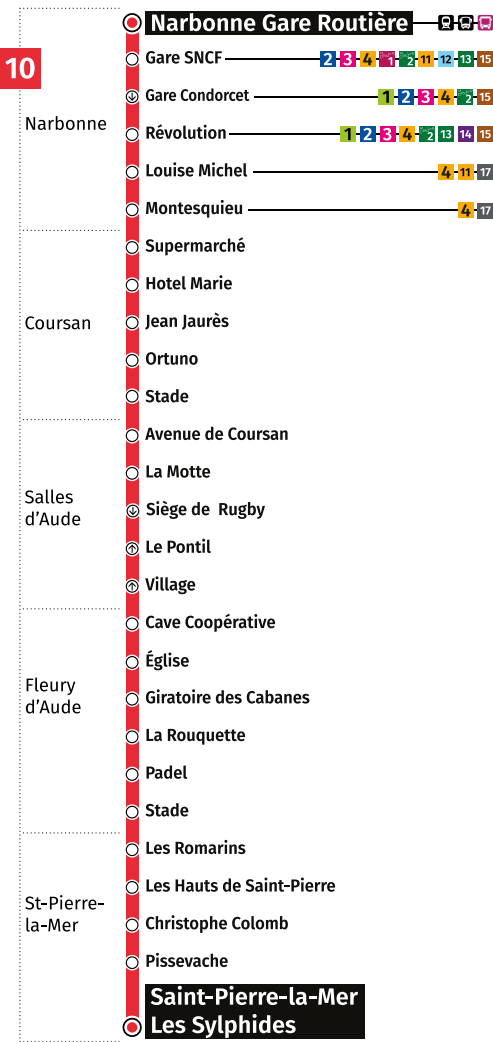 Narbonne Gare Routière
10
Gare SNCF 2 3 4 1 2 11 12 13 15
Gare Condorcet 1 2 3 4 2 15
Narbonne
Révolution 1 2 3 4 2 13 14 15
Louise Michel 4 11 17
Montesquieu 4 17
Supermarché
Hotel Marie
Coursan
Jean Jaurès
Ortuno
Stade
Avenue de Coursan
La Motte
Salles
d'Aude
Siège de Rugby
Le Pontil
Village
Cave Coopérative
Église
Fleury
d'Aude
Giratoire des Cabanes
La Rouquette
Padel
Stade
Les Romarins
Les Hauts de Saint-Pierre
St-Pierre-
la-Mer
Christophe Colomb
Pissevache
Saint-Pierre-la-Mer
Les Sylphides